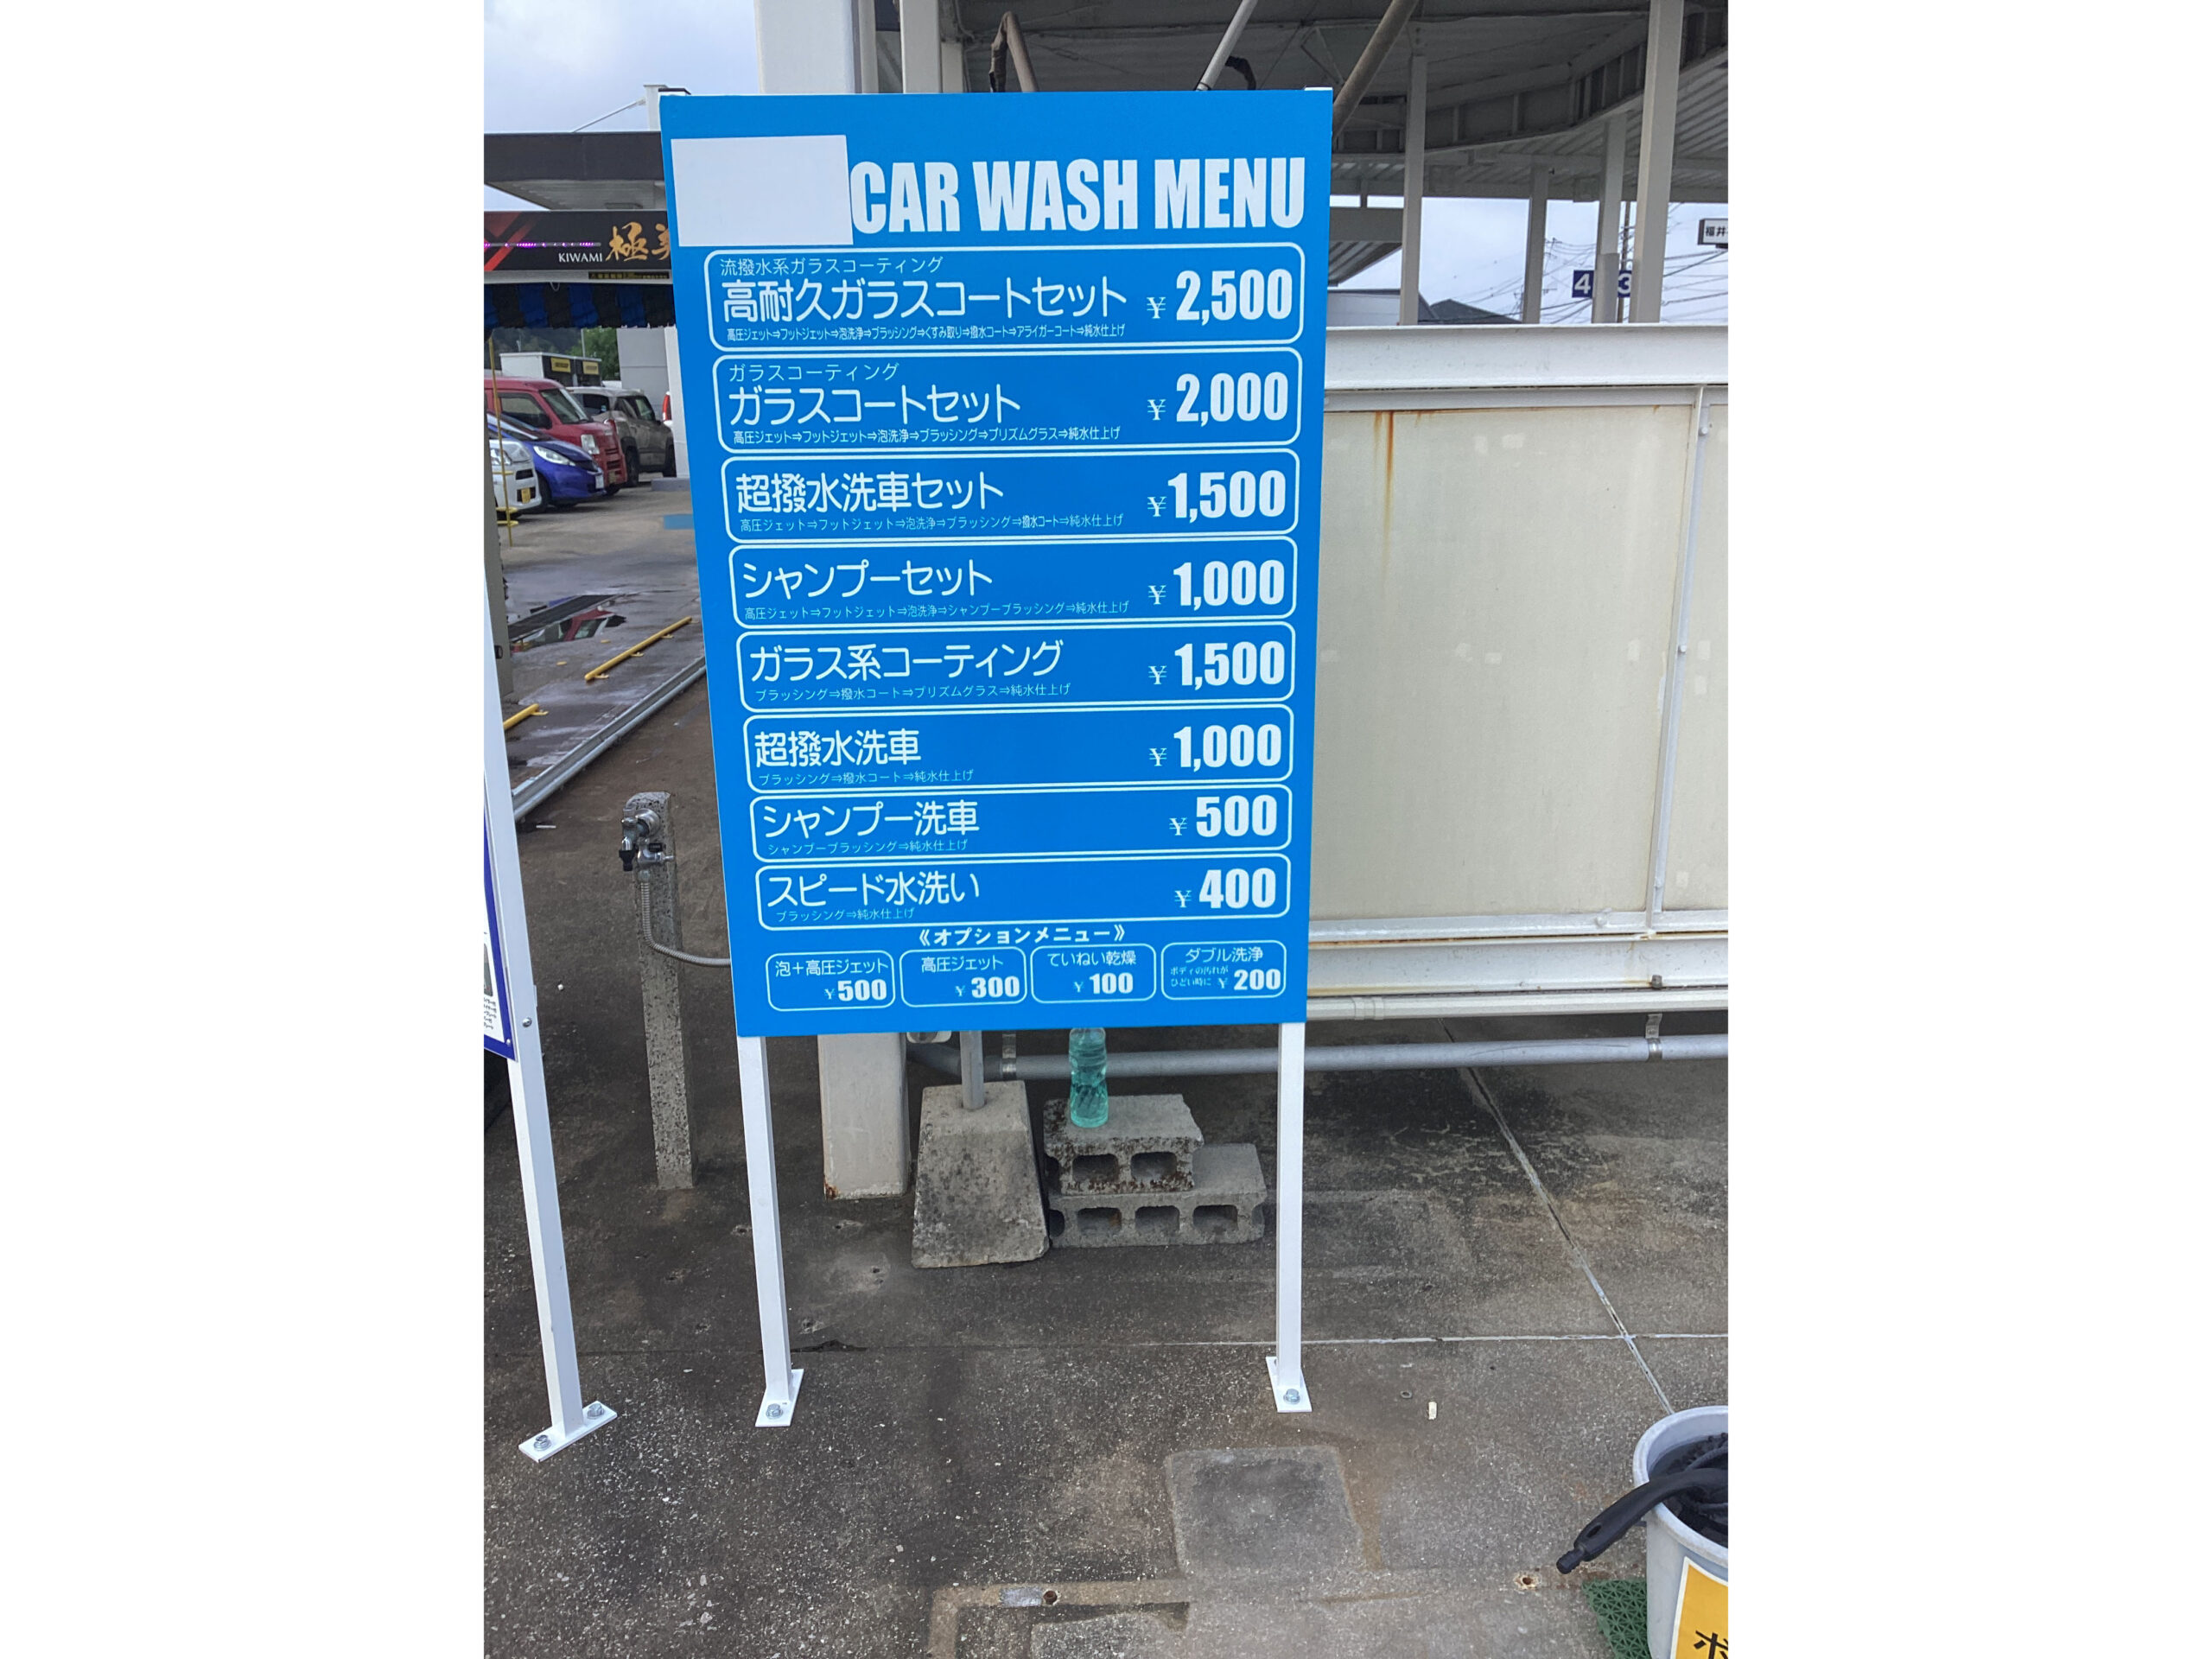 CAR WASH MENU
流撥水系ガラスコーティング
高耐久ガラスコートセット ¥ 2,500
高圧ジェット⇒フットジェット⇒泡洗浄⇒ブラッシング⇒くすみ取り⇒撥水コート⇒アライガーコート⇒純水仕上げ
ガラスコーティング
ガラスコートセット ¥ 2,000
高圧ジェット⇒フットジェット⇒泡洗浄⇒ブラッシング⇒プリズムグラス⇒純水仕上げ
超撥水洗車セット ¥1,500
高圧ジェット⇒フットジェット⇒泡洗浄⇒ブラッシング⇒撥水コート⇒純水仕上げ
シャンプーセット ¥ 1,000
高圧ジェット⇒フットジェット⇒泡洗浄⇒シャンプーブラッシング⇒純水仕上げ
ガラス系コーティング ¥ 1,500
ブラッシング⇒撥水コート⇒プリズムグラス⇒純水仕上げ
超撥水洗車 ¥ 1,000
ブラッシング⇒撥水コート⇒純水仕上げ
シャンプー洗車 ¥ 500
シャンプーブラッシング⇒純水仕上げ
スピード水洗い ¥ 400
ブラッシング⇒純水仕上げ
《オプションメニュー》
泡＋高圧ジェット
¥500
高圧ジェット
¥ 300
ていねい乾燥
¥ 100
ダブル洗浄
ボディの汚れが
ひどい時に ¥ 200
KIWAMI 極美
福井
4 3
ボ